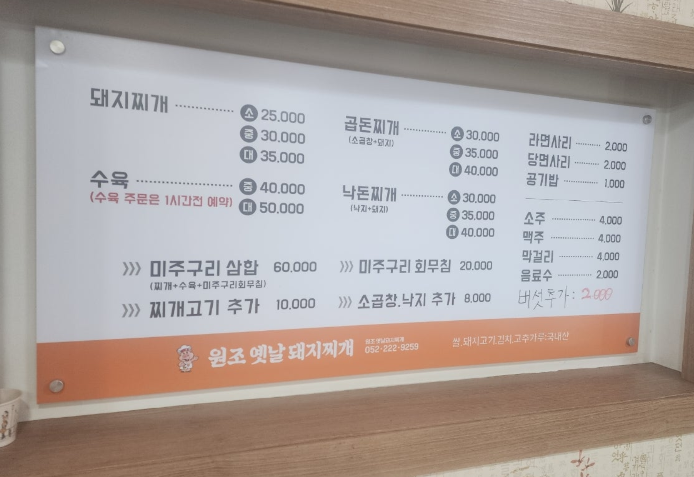 돼지찌개 ············ 소 25.000
중 30.000
대 35.000
수육 ·················· 중 40.000
(수육 주문은 1시간전 예약) 대 50.000
곱돈찌개 ············ 소 30.000
(소곱창+돼지) 중 35.000
대 40.000
낙돈찌개 ············ 소 30.000
(낙지+돼지) 중 35.000
대 40.000
라면사리 ········ 2.000
당면사리 ········ 2.000
공기밥 ········ 1.000
소주 ············ 4.000
맥주 ············ 4.000
막걸리 ········ 4.000
음료수 ········ 2.000
버섯추가 : 2.000
>>> 미주구리 삼합 60.000
(찌개+수육+미주구리회무침)
>>> 찌개고기 추가 10.000
>>> 미주구리 회무침 20.000
>>> 소곱창.낙지 추가 8.000
원조 옛날 돼지찌개
052-222-9259
쌀.돼지고기.김치.고추가루:국내산